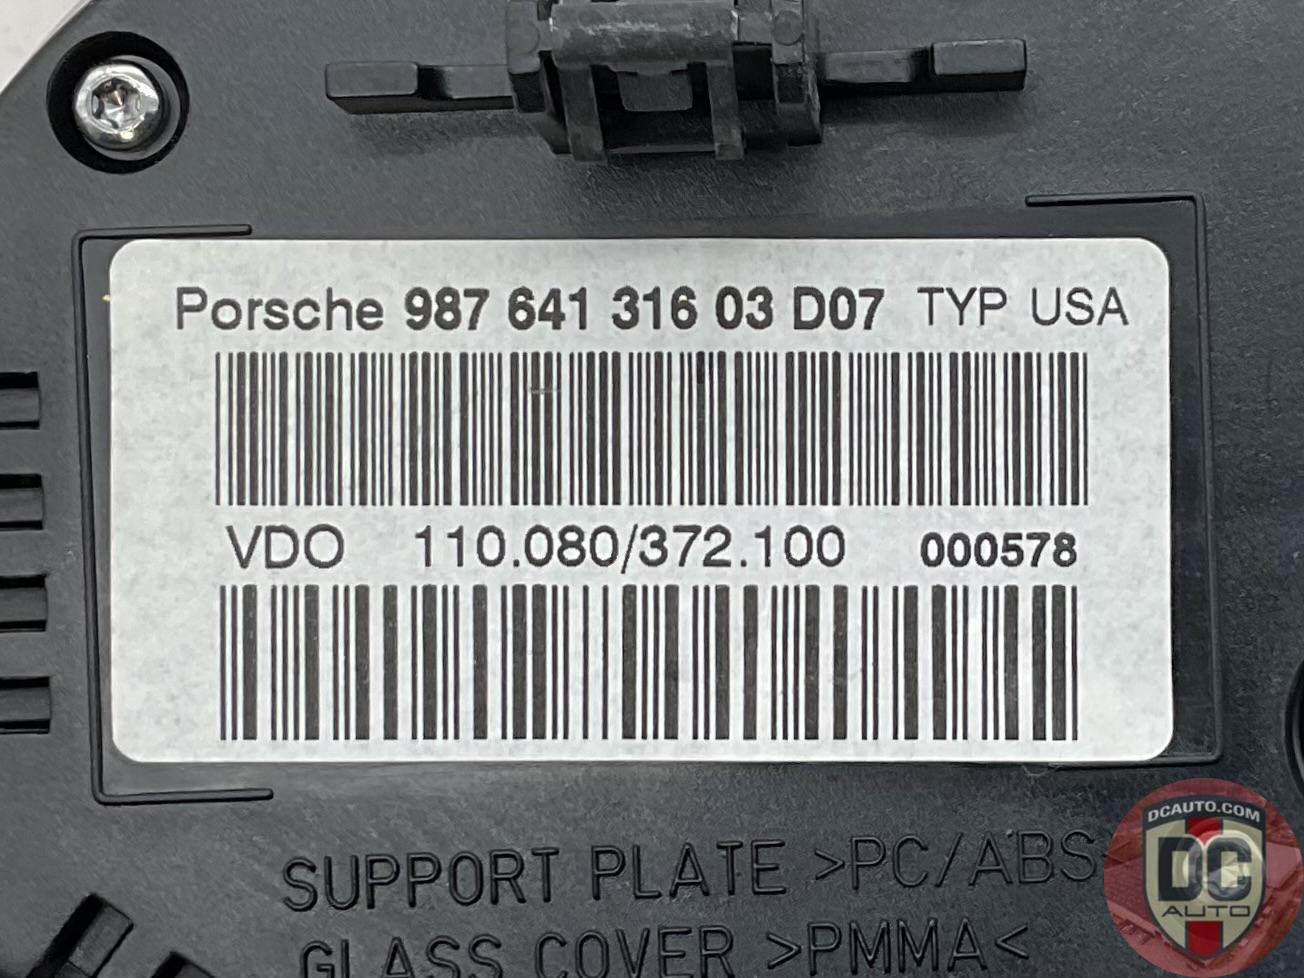 Porsche 987 641 316 03 D07 TYP USA
VDO 110.080/372.100 000578
SUPPORT PLATE >PC/ABS
GLASS COVER >PMMA<
DCAUTO.COM
DC
AUTO